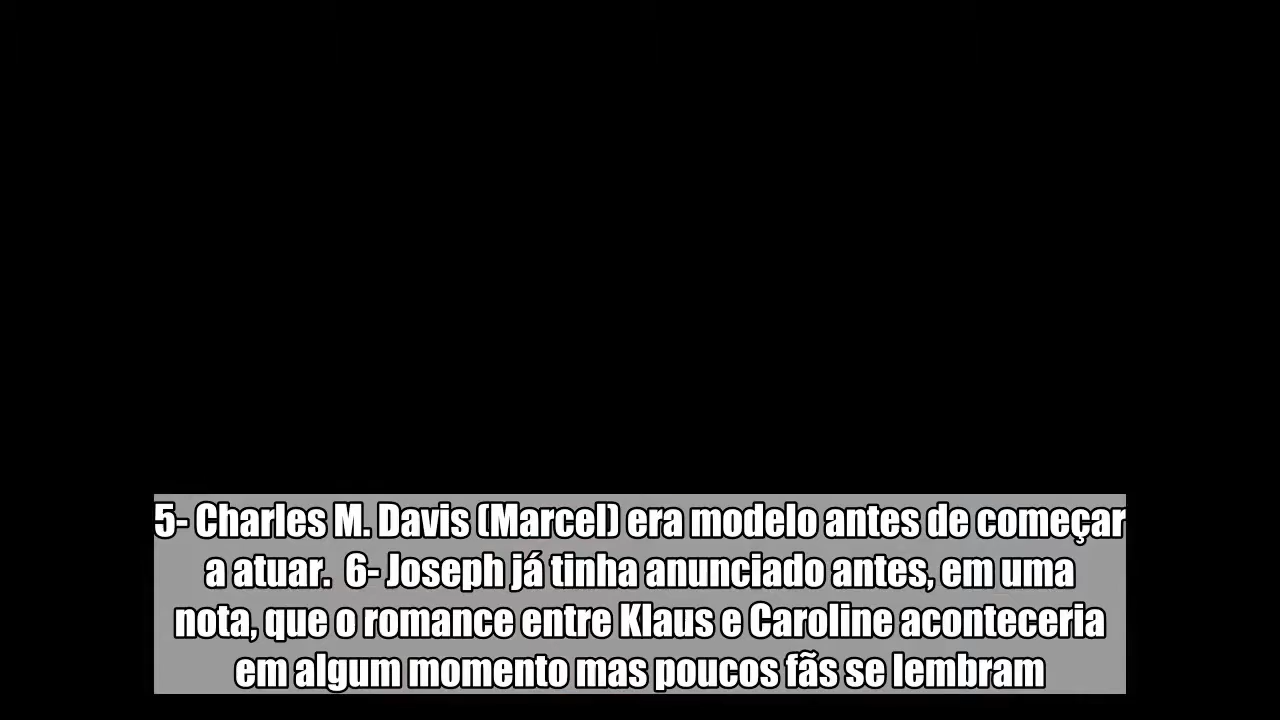 5- Charles M. Davis (Marcel) era modelo antes de começar
a atuar.  6- Joseph já tinha anunciado antes, em uma
nota, que o romance entre Klaus e Caroline aconteceria
em algum momento mas poucos fãs se lembram